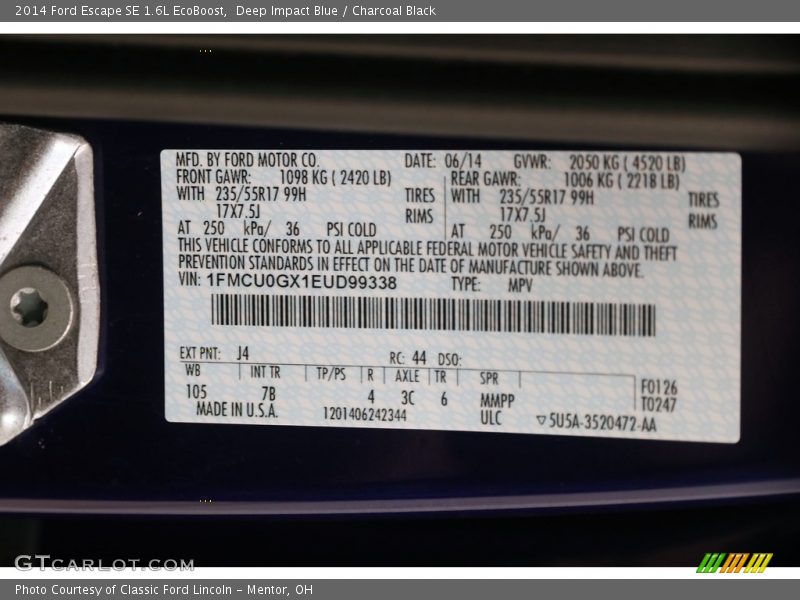 2014 Ford Escape SE 1.6L EcoBoost,  Deep Impact Blue / Charcoal Black
MFD. BY FORD MOTOR CO. DATE: 06/14 GVWR: 2050 KG ( 4520 LB)
FRONT GAWR: 1098 KG ( 2420 LB) REAR GAWR: 1006 KG ( 2218 LB)
WITH 235/55R17 99H TIRES WITH 235/55R17 99H TIRES
17X7.5J RIMS 17X7.5J RIMS
AT 250 kPa/ 36 PSI COLD AT 250 kPa/ 36 PSI COLD
THIS VEHICLE CONFORMS TO ALL APPLICABLE FEDERAL MOTOR VEHICLE SAFETY AND THEFT
PREVENTION STANDARDS IN EFFECT ON THE DATE OF MANUFACTURE SHOWN ABOVE.
VIN: 1FMCU0GX1EUD99338 TYPE: MPV
EXT PNT: J4 RC: 44 DSO:
WB INT TR TP/PS R AXLE TR SPR F0126
105 7B 4 3C 6 MMPP T0247
MADE IN U.S.A. 1201406242344 ULC ▽5U5A-3520472-AA
GTCARLOT.COM
Photo Courtesy of Classic Ford Lincoln - Mentor, OH